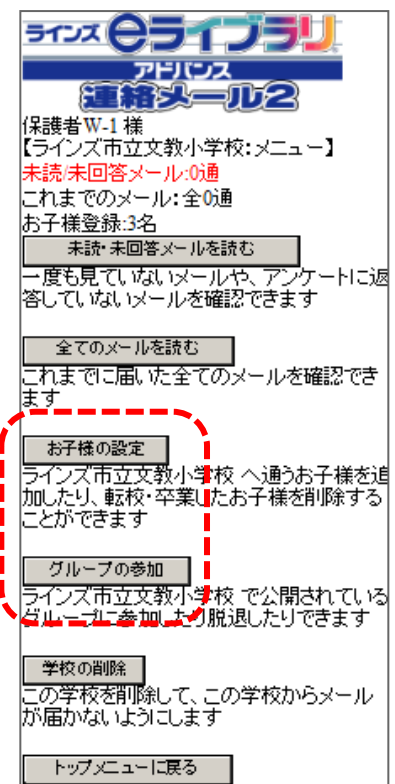 ラインズ eライブラリ
アドバンス
連絡メール2
保護者W-1 様
【ラインズ市立文教小学校:メニュー】
未読/未回答メール:0通
これまでのメール:全0通
お子様登録:3名
未読・未回答メールを読む
一度も見ていないメールや、アンケートに返
答していないメールを確認できます
全てのメールを読む
これまでに届いた全てのメールを確認でき
ます
お子様の設定
ラインズ市立文教小学校 へ通うお子様を追
加したり、転校・卒業したお子様を削除する
ことができます
グループの参加
ラインズ市立文教小学校 で公開されている
グループに参加したり脱退したりできます
学校の削除
この学校を削除して、この学校からメール
が届かないようにします
トップメニューに戻る